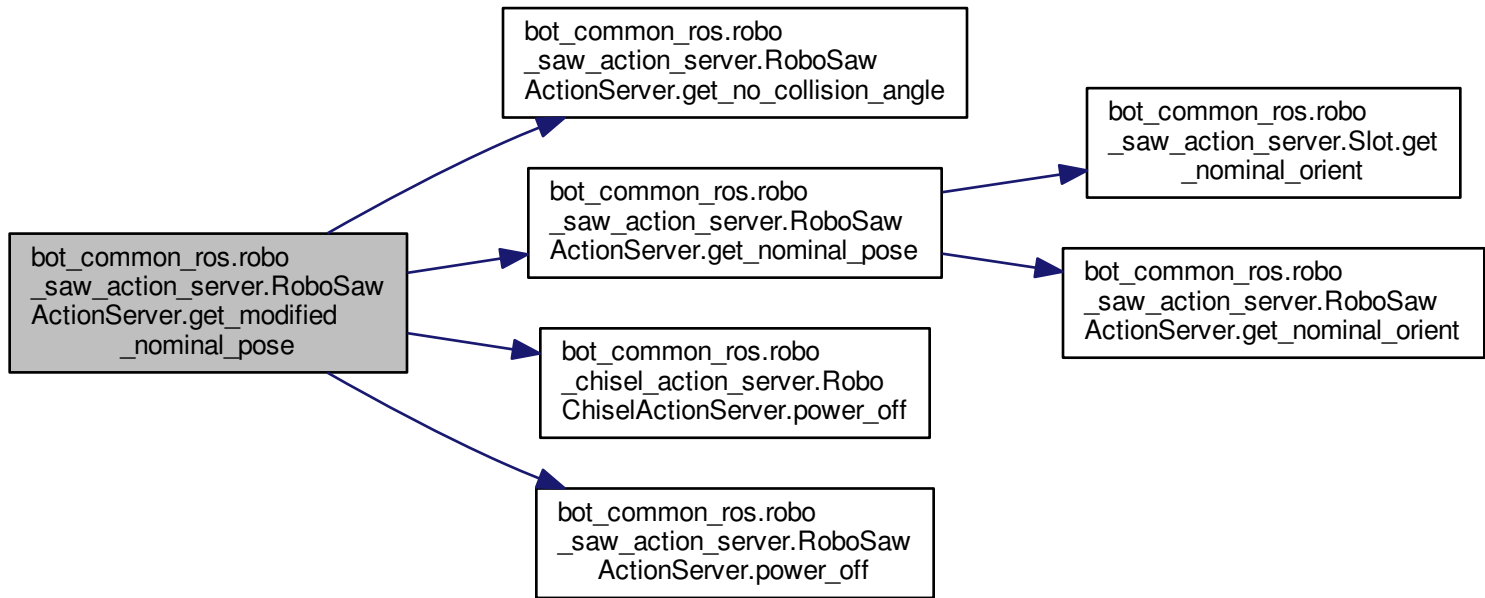 bot_common_ros.robo
_saw_action_server.RoboSaw
ActionServer.get_modified
_nominal_pose
bot_common_ros.robo
_saw_action_server.RoboSaw
ActionServer.get_no_collision_angle
bot_common_ros.robo
_saw_action_server.RoboSaw
ActionServer.get_nominal_pose
bot_common_ros.robo
_chisel_action_server.Robo
ChiselActionServer.power_off
bot_common_ros.robo
_saw_action_server.RoboSaw
ActionServer.power_off
bot_common_ros.robo
_saw_action_server.Slot.get
_nominal_orient
bot_common_ros.robo
_saw_action_server.RoboSaw
ActionServer.get_nominal_orient